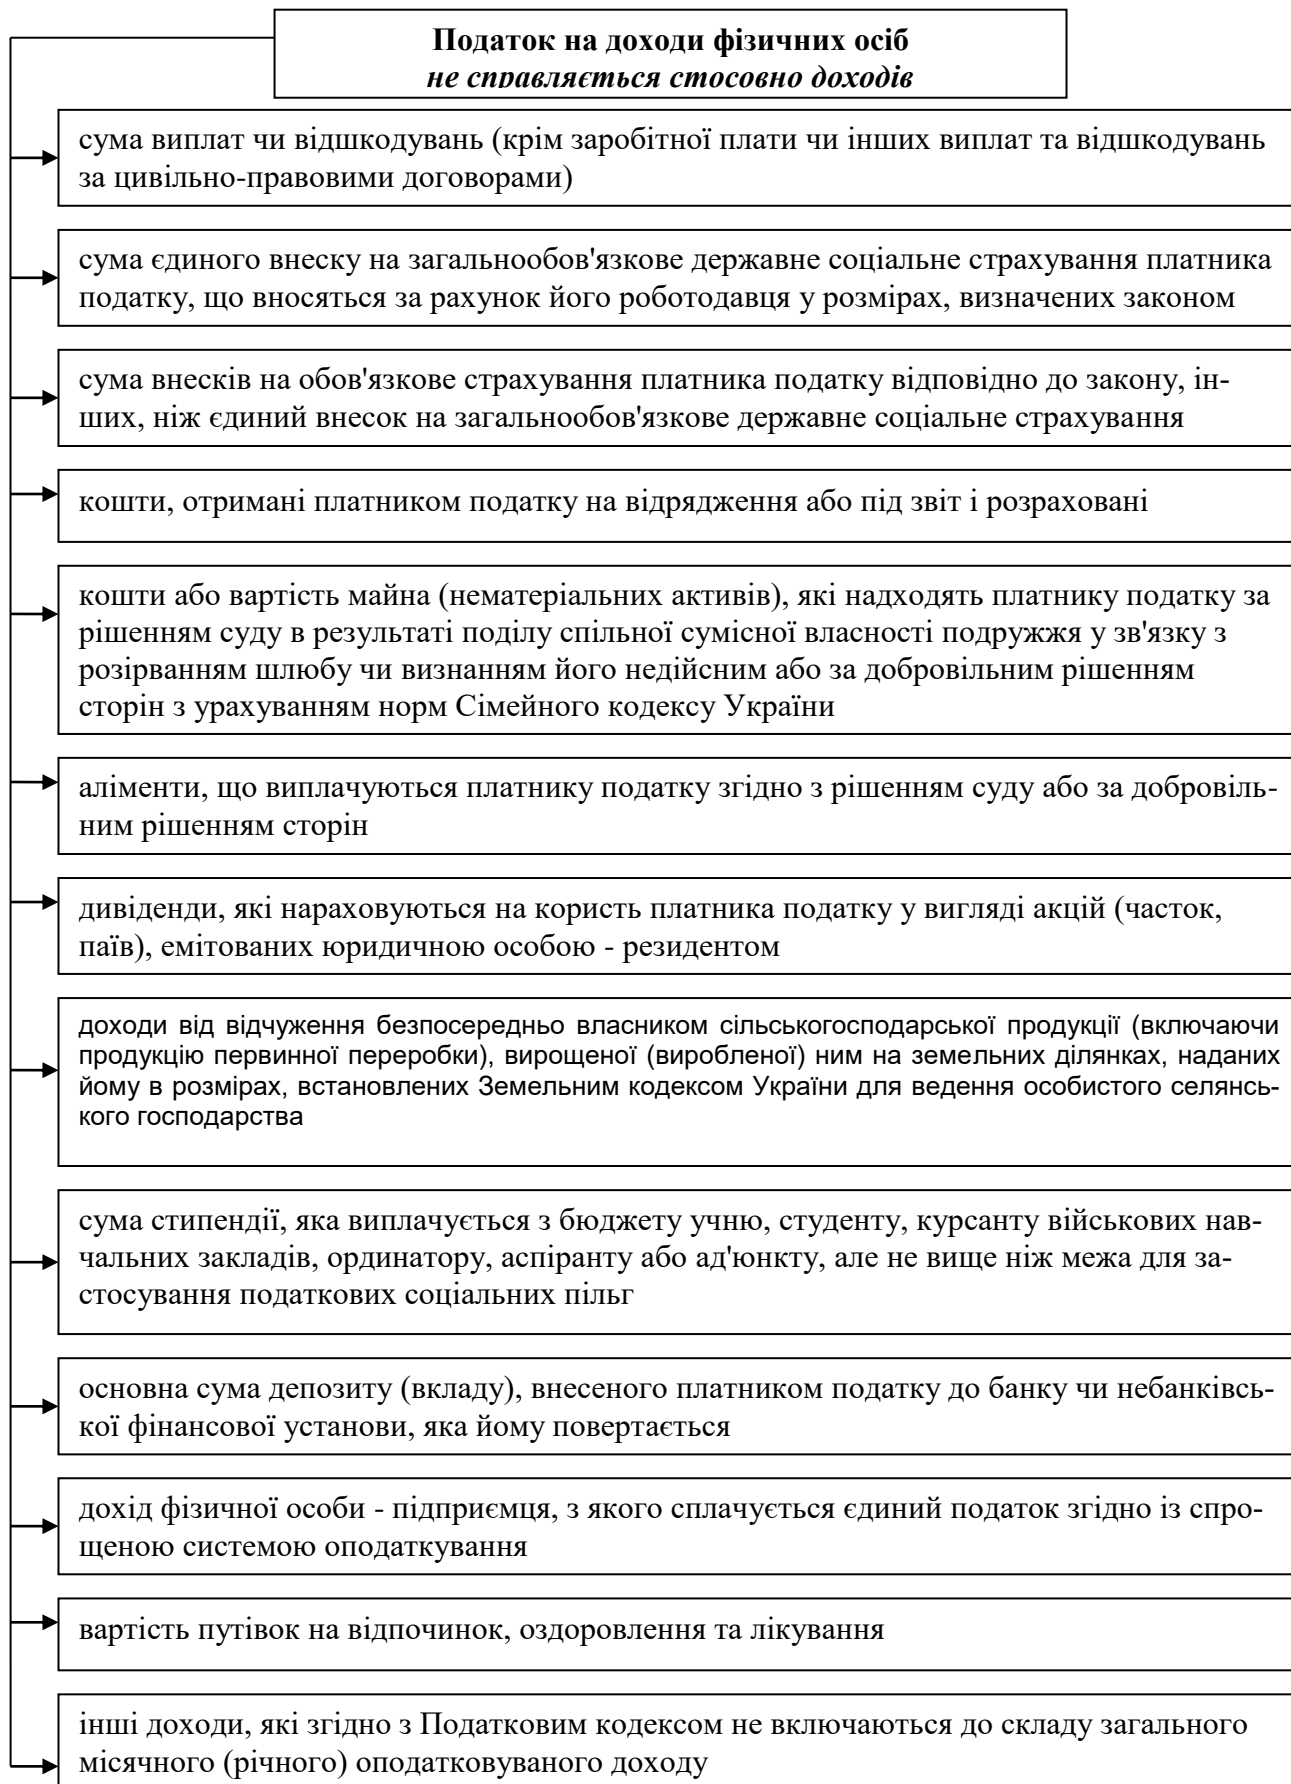 Податок на доходи фізичних осіб
не справляється стосовно доходів
сума виплат чи відшкодувань (крім заробітної плати чи інших виплат та відшкодувань
за цивільно-правовими договорами)
сума єдиного внеску на загальнообов'язкове державне соціальне страхування платника
податку, що вносяться за рахунок його роботодавця у розмірах, визначених законом
сума внесків на обов'язкове страхування платника податку відповідно до закону, ін-
ших, ніж єдиний внесок на загальнообов'язкове державне соціальне страхування
кошти, отримані платником податку на відрядження або під звіт і розраховані
кошти або вартість майна (нематеріальних активів), які надходять платнику податку за
рішенням суду в результаті поділу спільної сумісної власності подружжя у зв'язку з
розірванням шлюбу чи визнанням його недійсним або за добровільним рішенням
сторін з урахуванням норм Сімейного кодексу України
аліменти, що виплачуються платнику податку згідно з рішенням суду або за добровіль-
ним рішенням сторін
дивіденди, які нараховуються на користь платника податку у вигляді акцій (часток,
паїв), емітованих юридичною особою - резидентом
доходи від відчуження безпосередньо власником сільськогосподарської продукції (включаючи
продукцію первинної переробки), вирощеної (виробленої) ним на земельних ділянках, наданих
йому в розмірах, встановлених Земельним кодексом України для ведення особистого селянсь-
кого господарства
сума стипендії, яка виплачується з бюджету учню, студенту, курсанту військових нав-
чальних закладів, ординатору, аспіранту або ад'юнкту, але не вище ніж межа для за-
стосування податкових соціальних пільг
основна сума депозиту (вкладу), внесеного платником податку до банку чи небанківсь-
кої фінансової установи, яка йому повертається
дохід фізичної особи - підприємця, з якого сплачується єдиний податок згідно із спро-
щеною системою оподаткування
вартість путівок на відпочинок, оздоровлення та лікування
інші доходи, які згідно з Податковим кодексом не включаються до складу загального
місячного (річного) оподатковуваного доходу